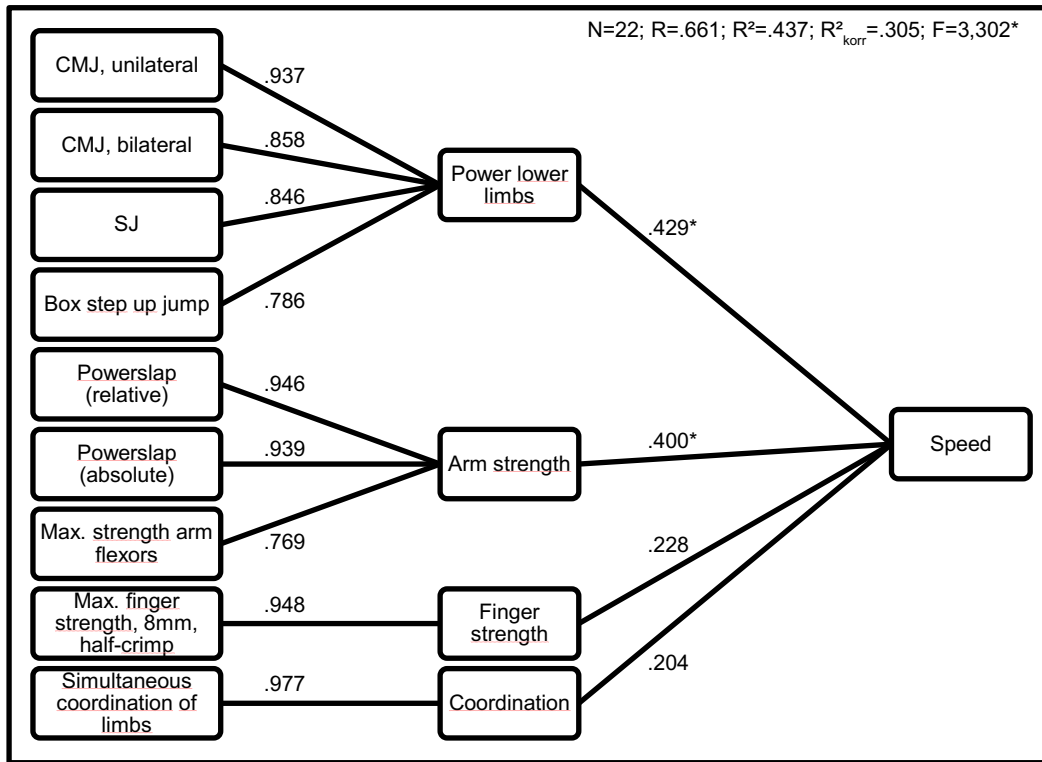 N=22; R=.661; R²=.437; R²korr=.305; F=3,302*
CMJ, unilateral
.937
CMJ, bilateral
.858
SJ
.846
Box step up jump
.786
Power lower
limbs
.429*
Powerslap
(relative)
.946
Powerslap
(absolute)
.939
Max. strength arm
flexors
.769
Arm strength
.400*
Speed
Max. finger
strength, 8mm,
half-crimp
.948
Finger
strength
.228
Simultaneous
coordination of
limbs
.977
Coordination
.204